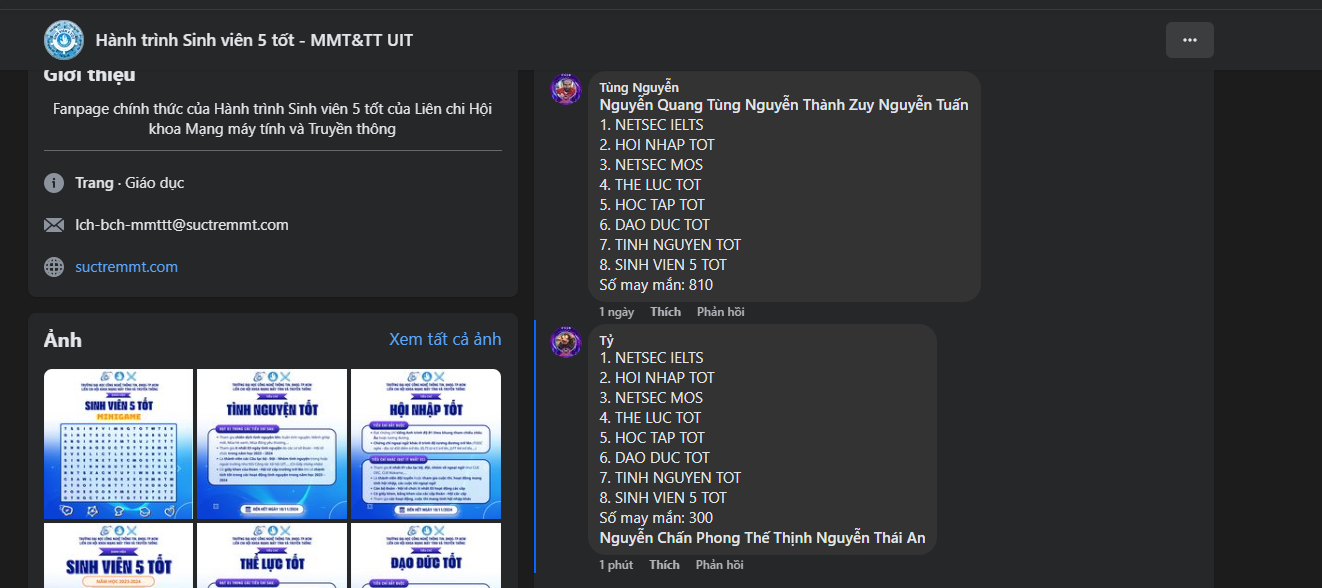 Hành trình Sinh viên 5 tốt - MMT&TT UIT
Giới thiệu
Fanpage chính thức của Hành trình Sinh viên 5 tốt của Liên chi Hội
khoa Mạng máy tính và Truyền thông
Trang · Giáo dục
lch-bch-mmttt@suctremmt.com
suctremmt.com
Ảnh
Xem tất cả ảnh
SINH VIÊN 5 TỐT
MINIGAME
TÌNH NGUYỆN TỐT
HỘI NHẬP TỐT
SINH VIÊN 5 TỐT
NĂM HỌC 2023-2024
THỂ LỰC TỐT
ĐẠO ĐỨC TỐT
Tùng Nguyễn
Nguyễn Quang Tùng Nguyễn Thành Zuy Nguyễn Tuấn
1. NETSEC IELTS
2. HOI NHAP TOT
3. NETSEC MOS
4. THE LUC TOT
5. HOC TAP TOT
6. DAO DUC TOT
7. TINH NGUYEN TOT
8. SINH VIEN 5 TOT
Số may mắn: 810
1 ngày Thích Phản hồi
Tỷ
1. NETSEC IELTS
2. HOI NHAP TOT
3. NETSEC MOS
4. THE LUC TOT
5. HOC TAP TOT
6. DAO DUC TOT
7. TINH NGUYEN TOT
8. SINH VIEN 5 TOT
Số may mắn: 300
Nguyễn Chấn Phong Thế Thịnh Nguyễn Thái An
1 phút Thích Phản hồi